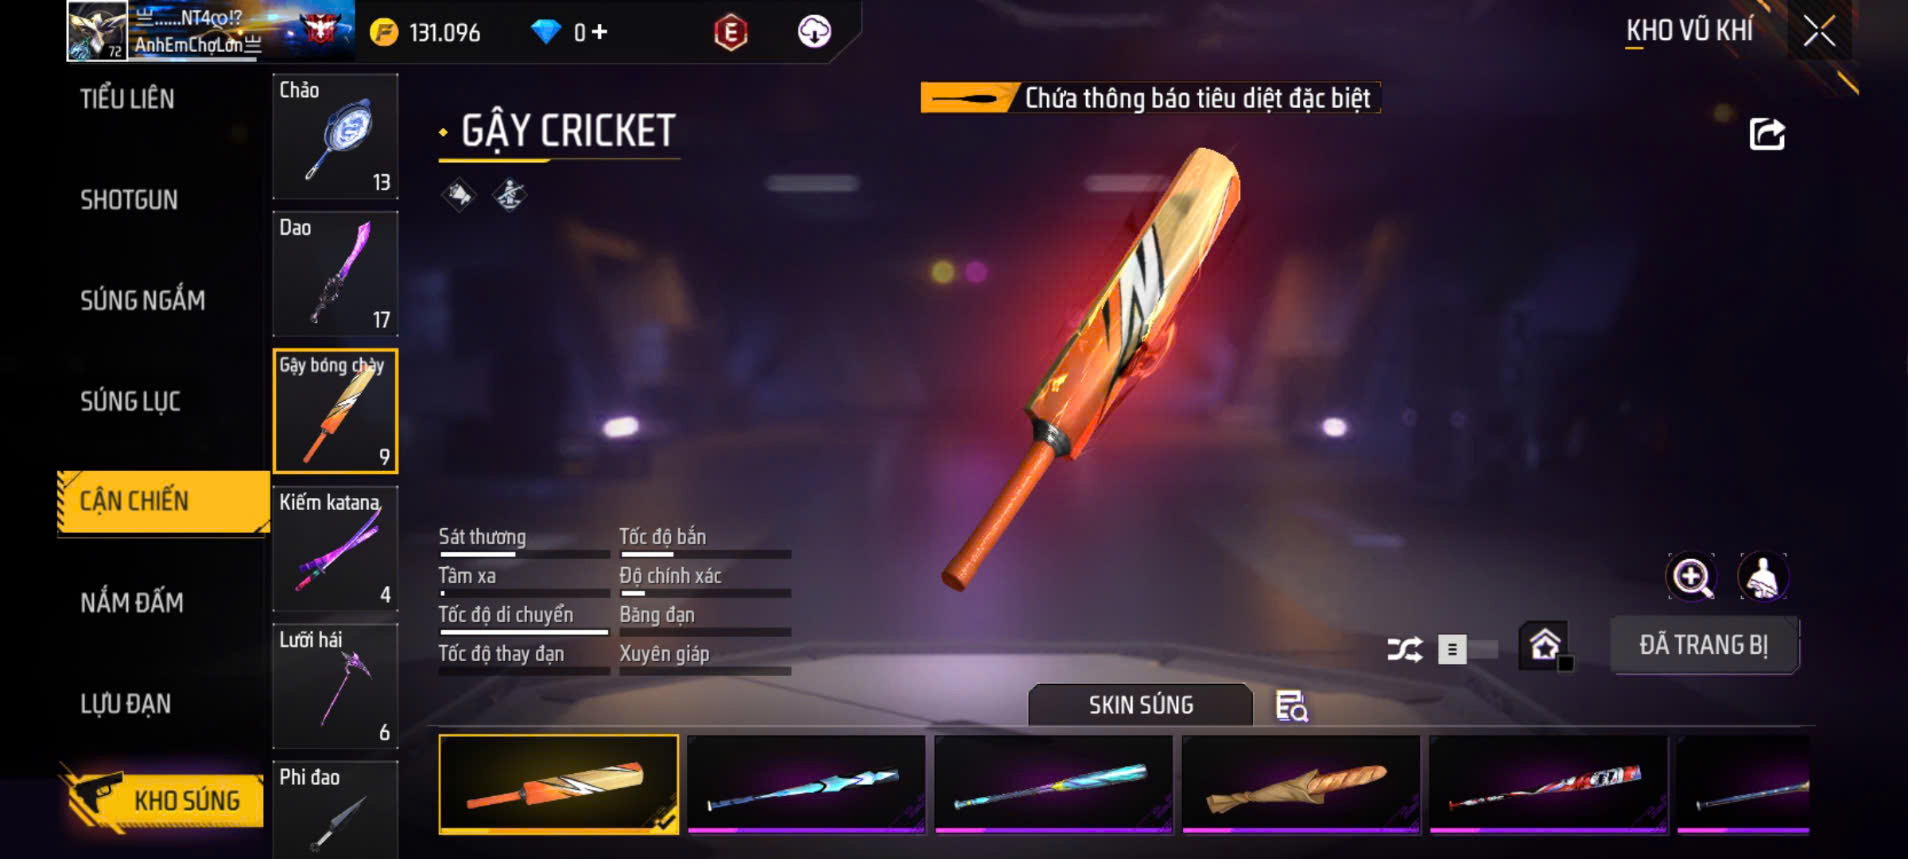 NT4
AnhEmChợLớn
72
131.096
0 +
E
KHO VŨ KHÍ
TIỂU LIÊN
SHOTGUN
SÚNG NGẮM
SÚNG LỤC
CẬN CHIẾN
NẮM ĐẤM
LỰU ĐẠN
KHO SÚNG
Chảo
13
Dao
17
Gậy bóng chày
9
Kiếm katana
4
Lưỡi hái
6
Phi dao
GẬY CRICKET
Chứa thông báo tiêu diệt đặc biệt
Sát thương
Tốc độ bắn
Tầm xa
Độ chính xác
Tốc độ di chuyển
Băng đạn
Tốc độ thay đạn
Xuyên giáp
ĐÃ TRANG BỊ
SKIN SÚNG